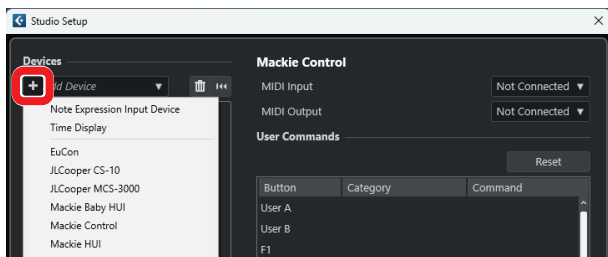 Studio Setup
Devices
dd Device
Note Expression Input Device
Time Display
EuCon
JLCooper CS-10
JLCooper MCS-3000
Mackie Baby HUI
Mackie Control
Mackie HUI
Mackie Control
MIDI Input Not Connected
MIDI Output Not Connected
User Commands
Reset
Button Category Command
User A
User B
F1